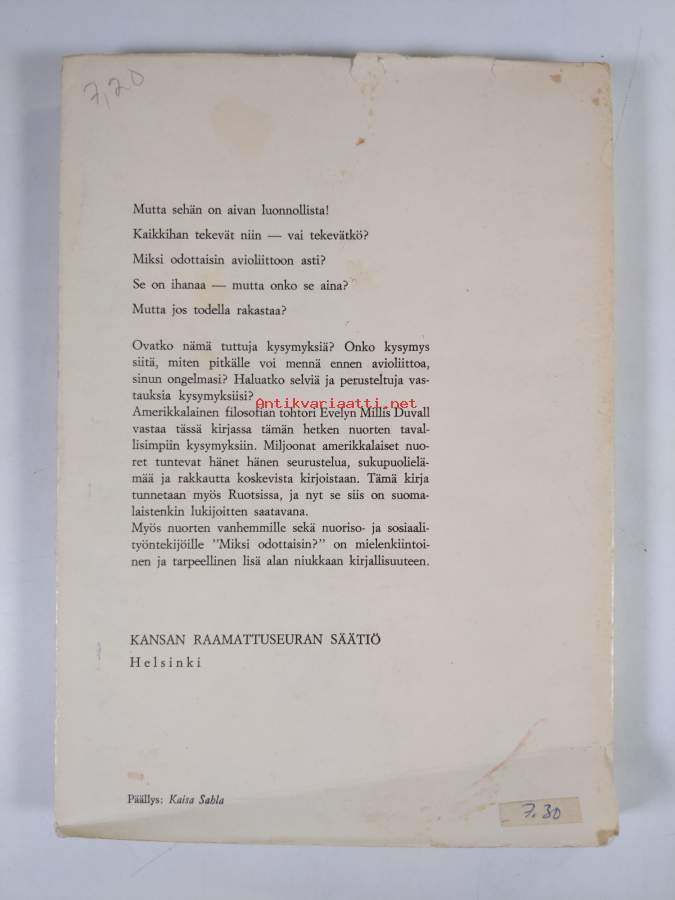 7,20
Mutta sehän on aivan luonnollista!
Kaikkihan tekevät niin — vai tekevätkö?
Miksi odottaisin avioliittoon asti?
Se on ihanaa — mutta onko se aina?
Mutta jos todella rakastaa?
Ovatko nämä tuttuja kysymyksiä? Onko kysymys
siitä, miten pitkälle voi mennä ennen avioliittoa,
sinun ongelmasi? Haluatko selviä ja perusteltuja vas-
tauksia kysymyksiisi?
Antikvariaatti.net
Amerikkalainen filosofian tohtori Evelyn Millis Duvall
vastaa tässä kirjassa tämän hetken nuorten taval-
lisimpiin kysymyksiin. Miljoonat amerikkalaiset nuo-
ret tuntevat hänet hänen seurustelua, sukupuolielä-
mää ja rakkautta koskevista kirjoistaan. Tämä kirja
tunnetaan myös Ruotsissa, ja nyt se siis on suoma-
laistenkin lukijoitten saatavana.
Myös nuorten vanhemmille sekä nuoriso- ja sosiaali-
työntekijöille "Miksi odottaisin?" on mielenkiintoi-
nen ja tarpeellinen lisä alan niukkaan kirjallisuuteen.
KANSAN RAAMATTUSEURAN SÄÄTIÖ
Helsinki
Päällys: Kaisa Sahla
7.30